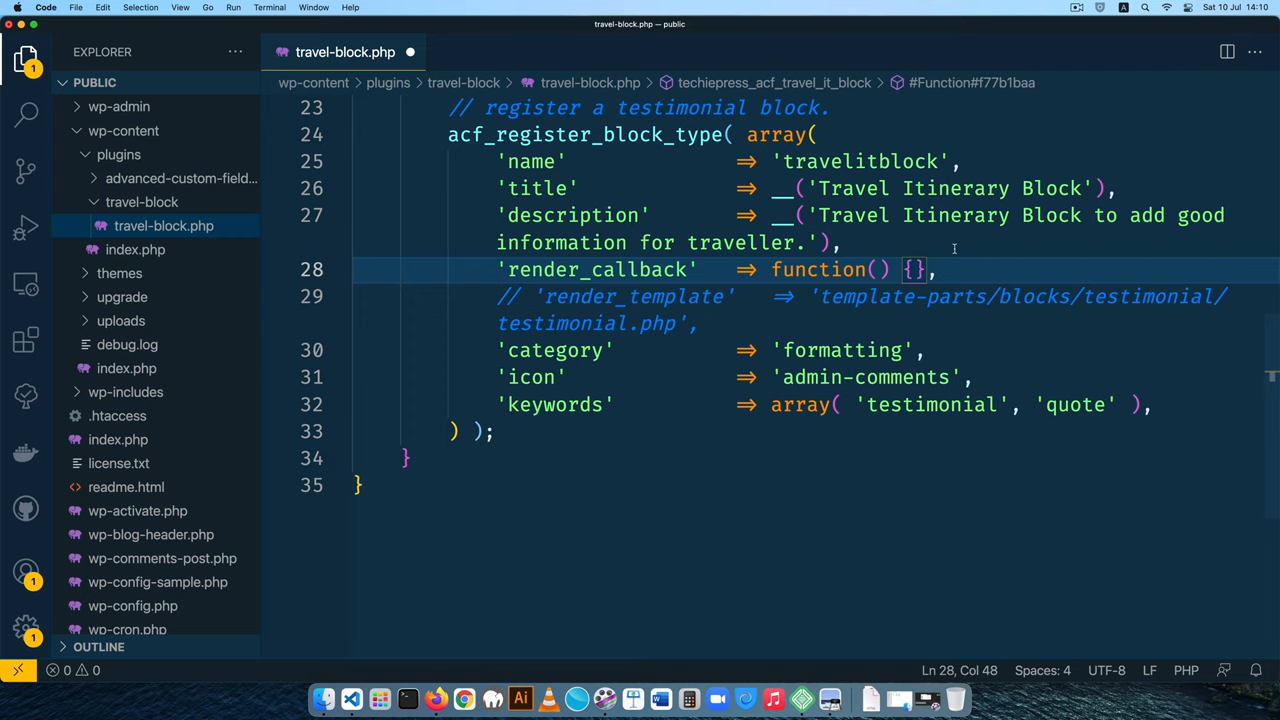 Code File Edit Selection View Go Run Terminal Window Help
A Sat 10 Jul 14:10
travel-block.php — public
EXPLORER
1
PUBLIC
wp-admin
wp-content
plugins
advanced-custom-field...
travel-block
travel-block.php
index.php
themes
upgrade
uploads
debug.log
index.php
wp-includes
.htaccess
index.php
license.txt
readme.html
wp-activate.php
wp-blog-header.php
wp-comments-post.php
wp-config-sample.php
wp-config.php
wp-cron.php
OUTLINE
1
1
travel-block.php
wp-content > plugins > travel-block > travel-block.php > techiepress_acf_travel_it_block > #Function#f77b1baa
23 // register a testimonial block.
24 acf_register_block_type( array(
25 'name' => 'travelitblock',
26 'title' => __('Travel Itinerary Block'),
27 'description' => __('Travel Itinerary Block to add good
information for traveller.'),
28 'render_callback' => function() {},
29 // 'render_template' => 'template-parts/blocks/testimonial/
testimonial.php',
30 'category' => 'formatting',
31 'icon' => 'admin-comments',
32 'keywords' => array( 'testimonial', 'quote' ),
33 ) );
34 }
35 }
0 0 Ln 28, Col 48 Spaces: 4 UTF-8 LF PHP
Ai
W